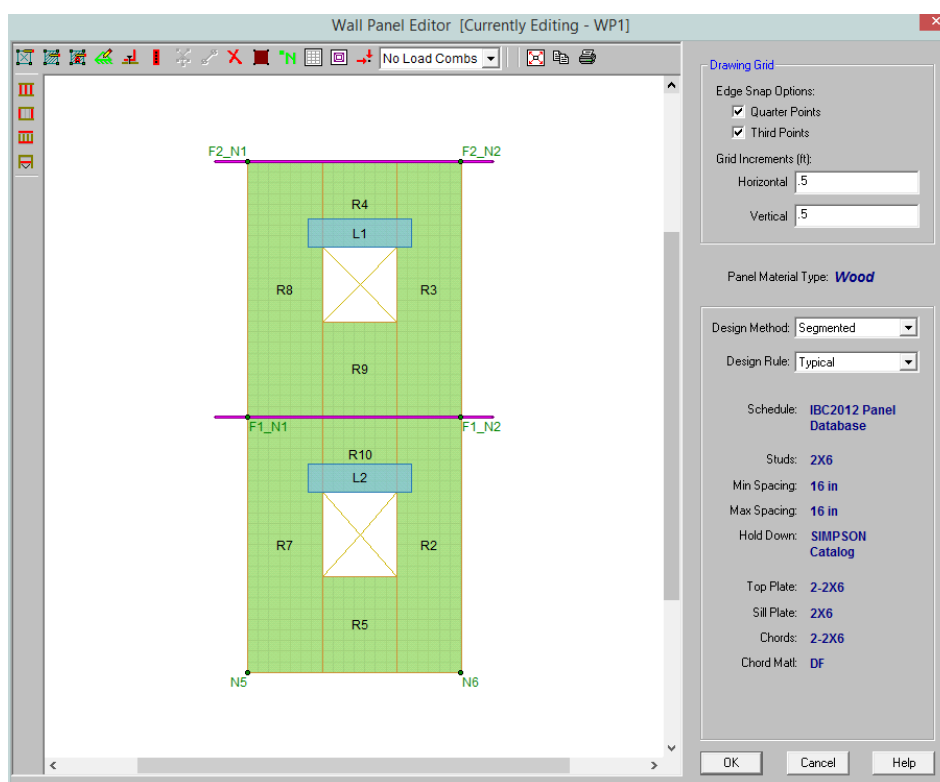 Wall Panel Editor [Currently Editing - WP1]
No Load Combs
F2_N1
F2_N2
R4
L1
R8
R3
R9
F1_N1
F1_N2
R10
L2
R7
R2
R5
N5
N6
Drawing Grid
Edge Snap Options:
Quarter Points
Third Points
Grid Increments (ft):
Horizontal .5
Vertical .5
Panel Material Type: Wood
Design Method: Segmented
Design Rule: Typical
Schedule: IBC2012 Panel
Database
Studs: 2X6
Min Spacing: 16 in
Max Spacing: 16 in
Hold Down: SIMPSON
Catalog
Top Plate: 2-2X6
Sill Plate: 2X6
Chords: 2-2X6
Chord Matl: DF
OK Cancel Help